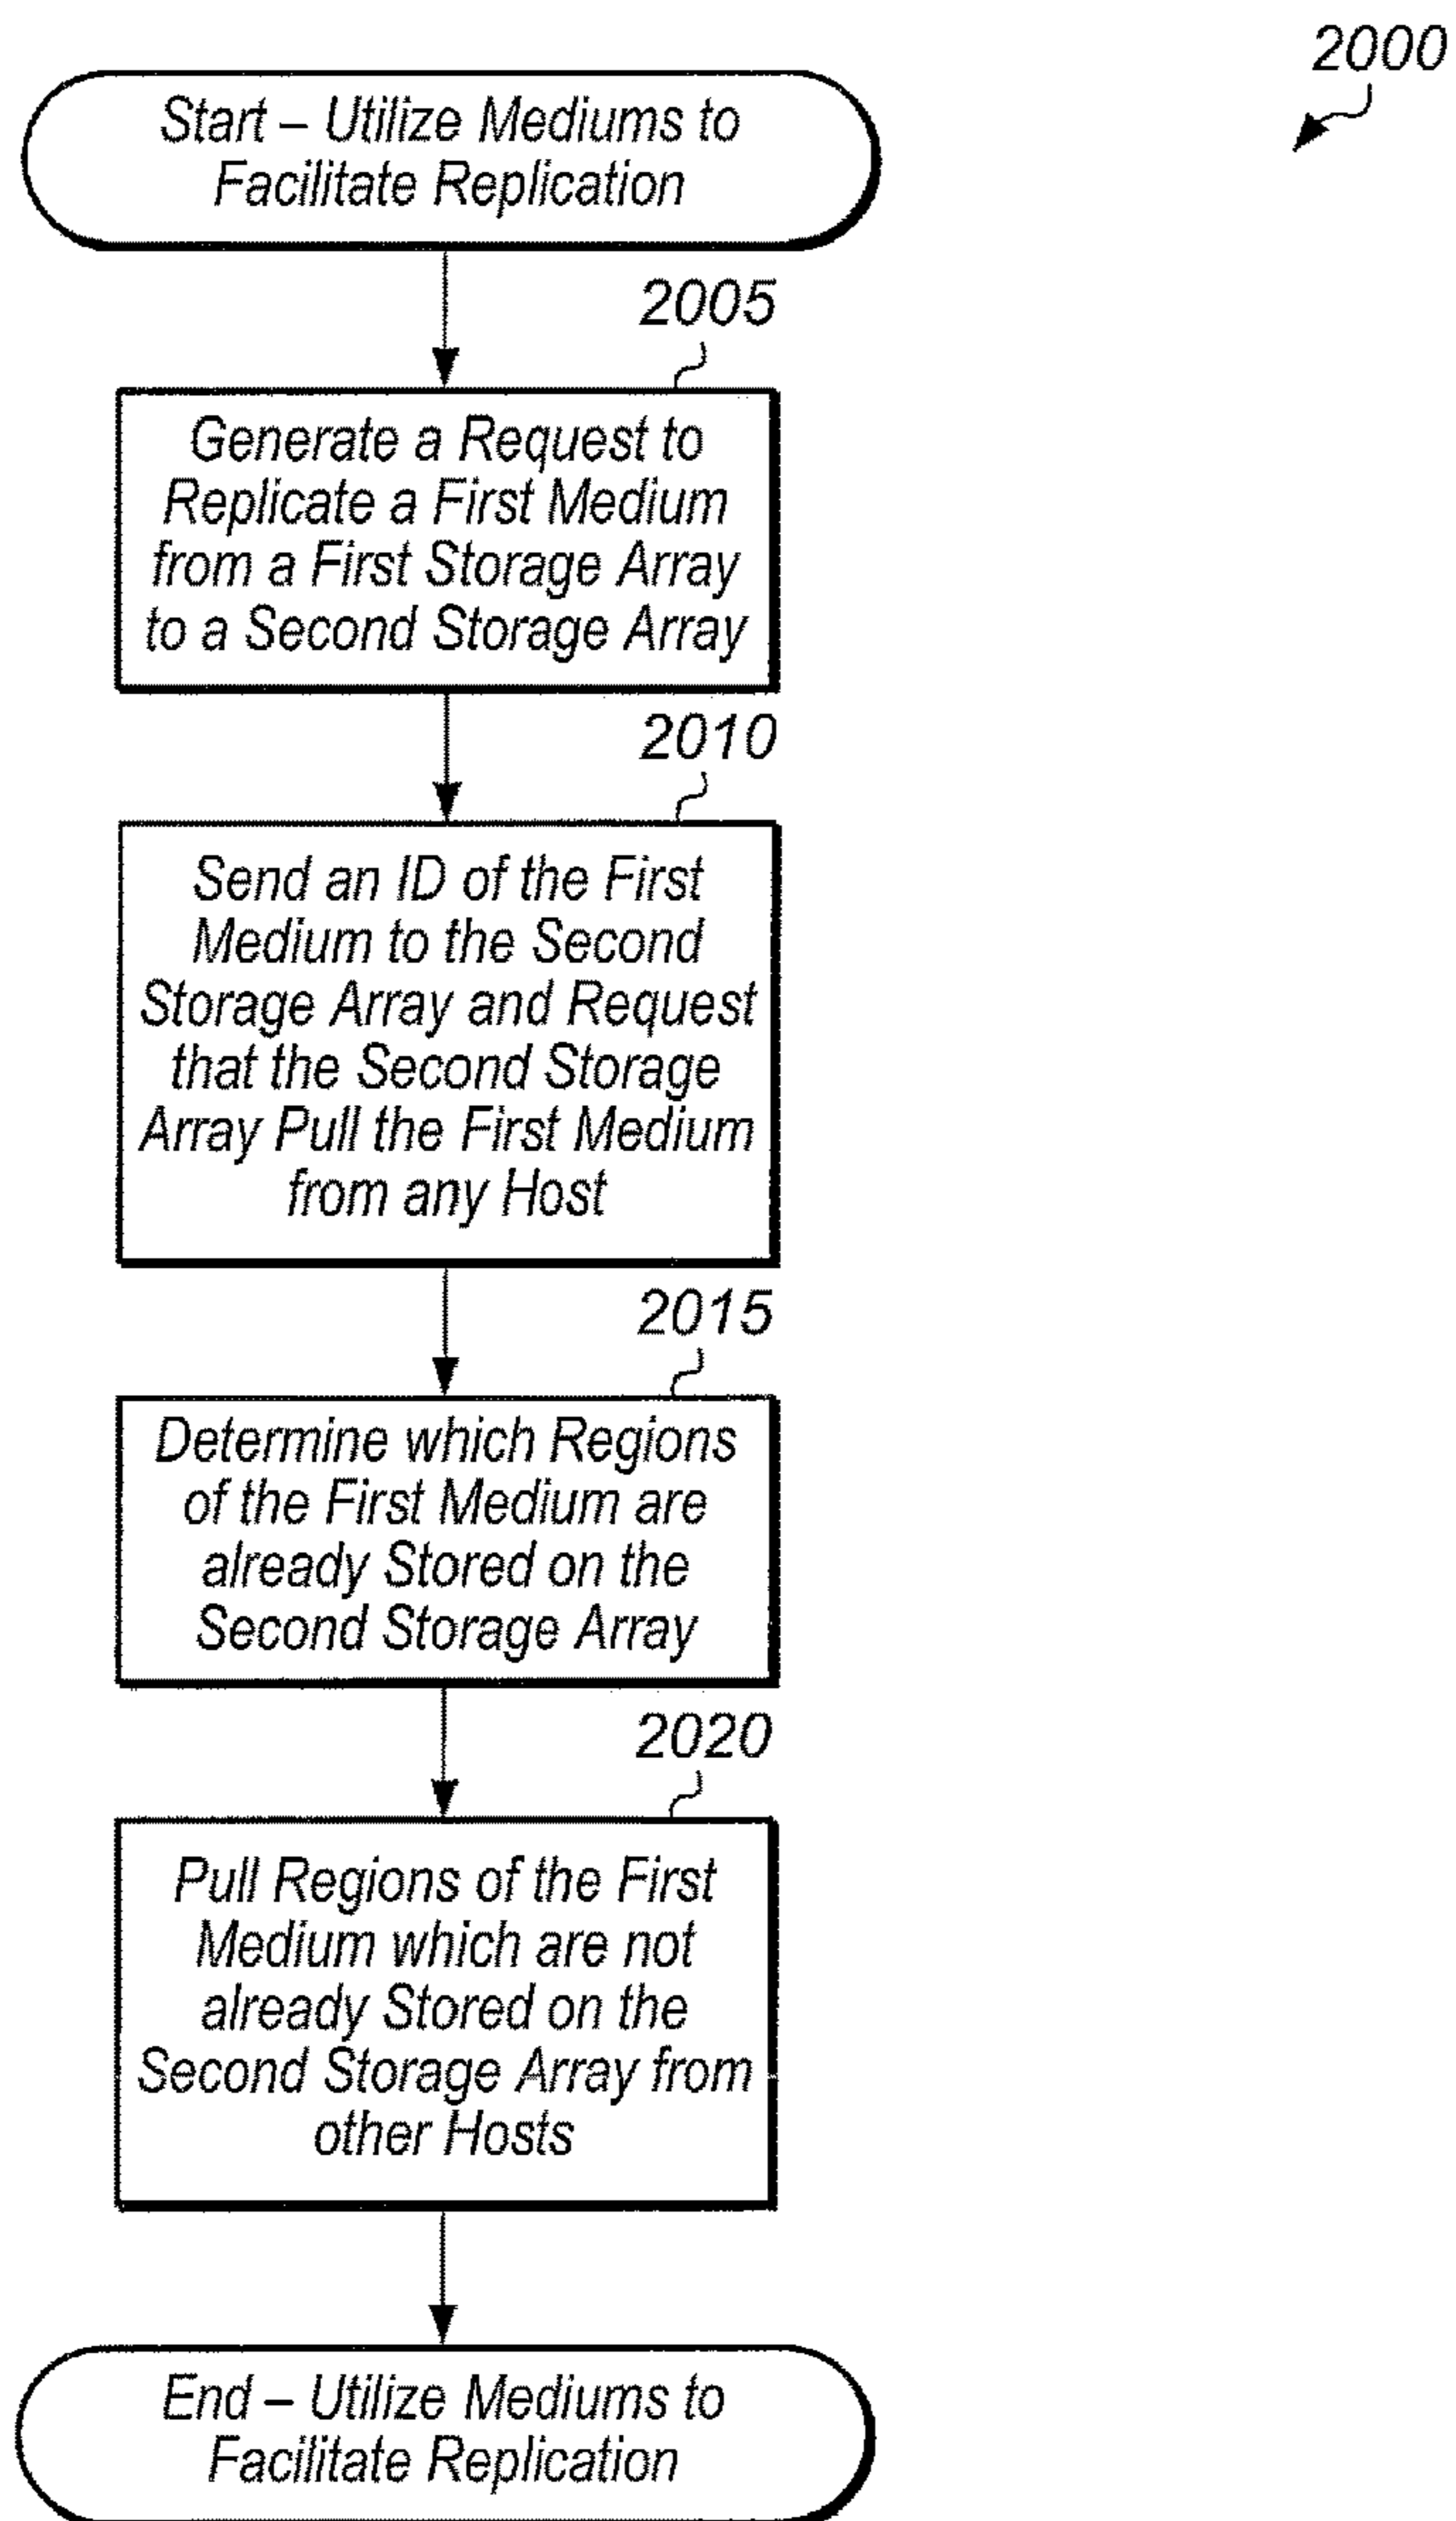 2000
Start – Utilize Mediums to
Facilitate Replication
2005
Generate a Request to
Replicate a First Medium
from a First Storage Array
to a Second Storage Array
2010
Send an ID of the First
Medium to the Second
Storage Array and Request
that the Second Storage
Array Pull the First Medium
from any Host
2015
Determine which Regions
of the First Medium are
already Stored on the
Second Storage Array
2020
Pull Regions of the First
Medium which are not
already Stored on the
Second Storage Array from
other Hosts
End – Utilize Mediums to
Facilitate Replication